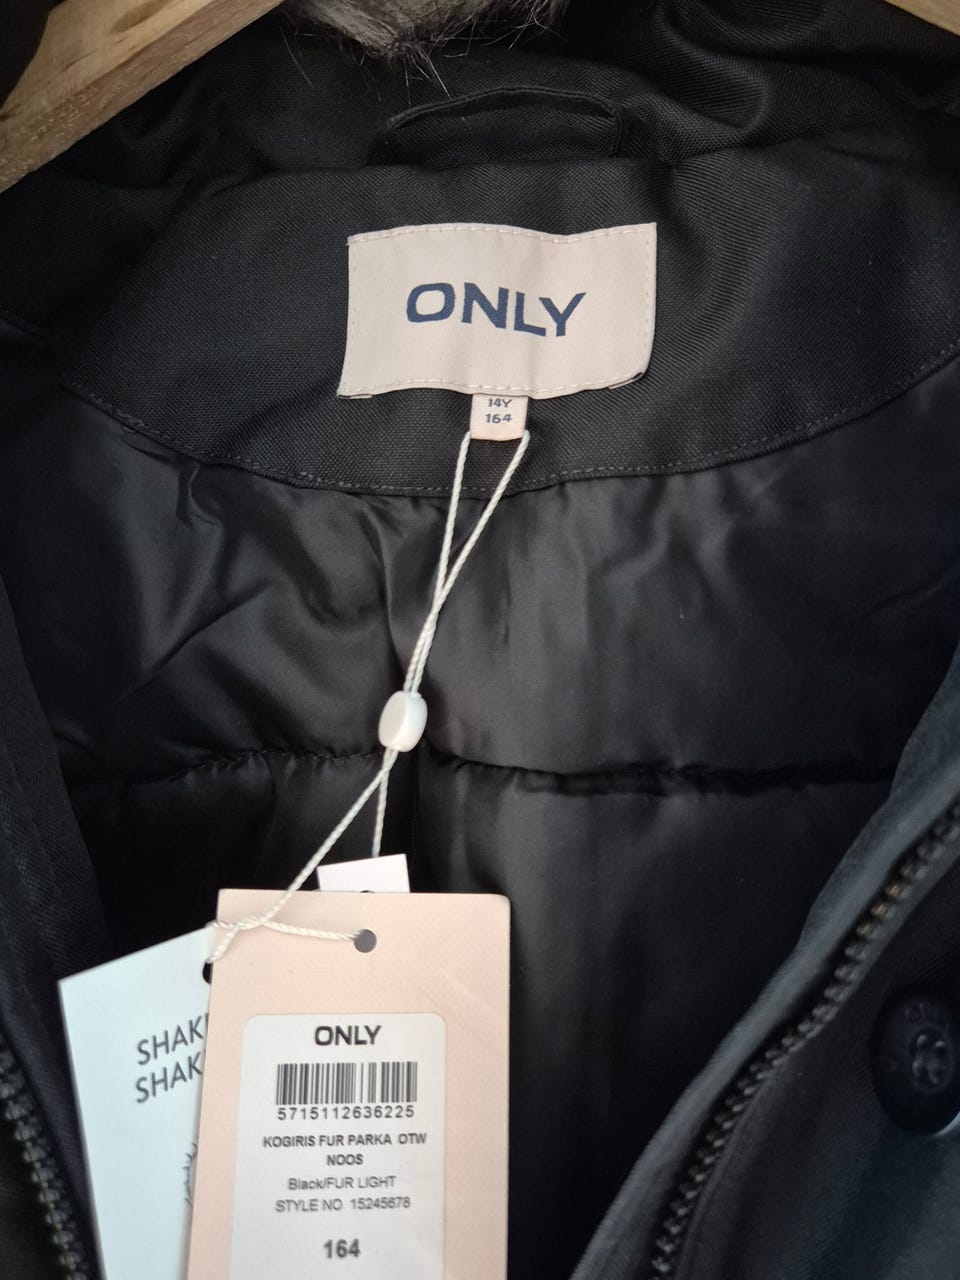 ONLY
14Y
164
SHAK
SHAK
ONLY
5715112636225
KOGIRIS FUR PARKA OTW
NOOS
Black/FUR LIGHT
STYLE NO. 15245678
164
ONLY